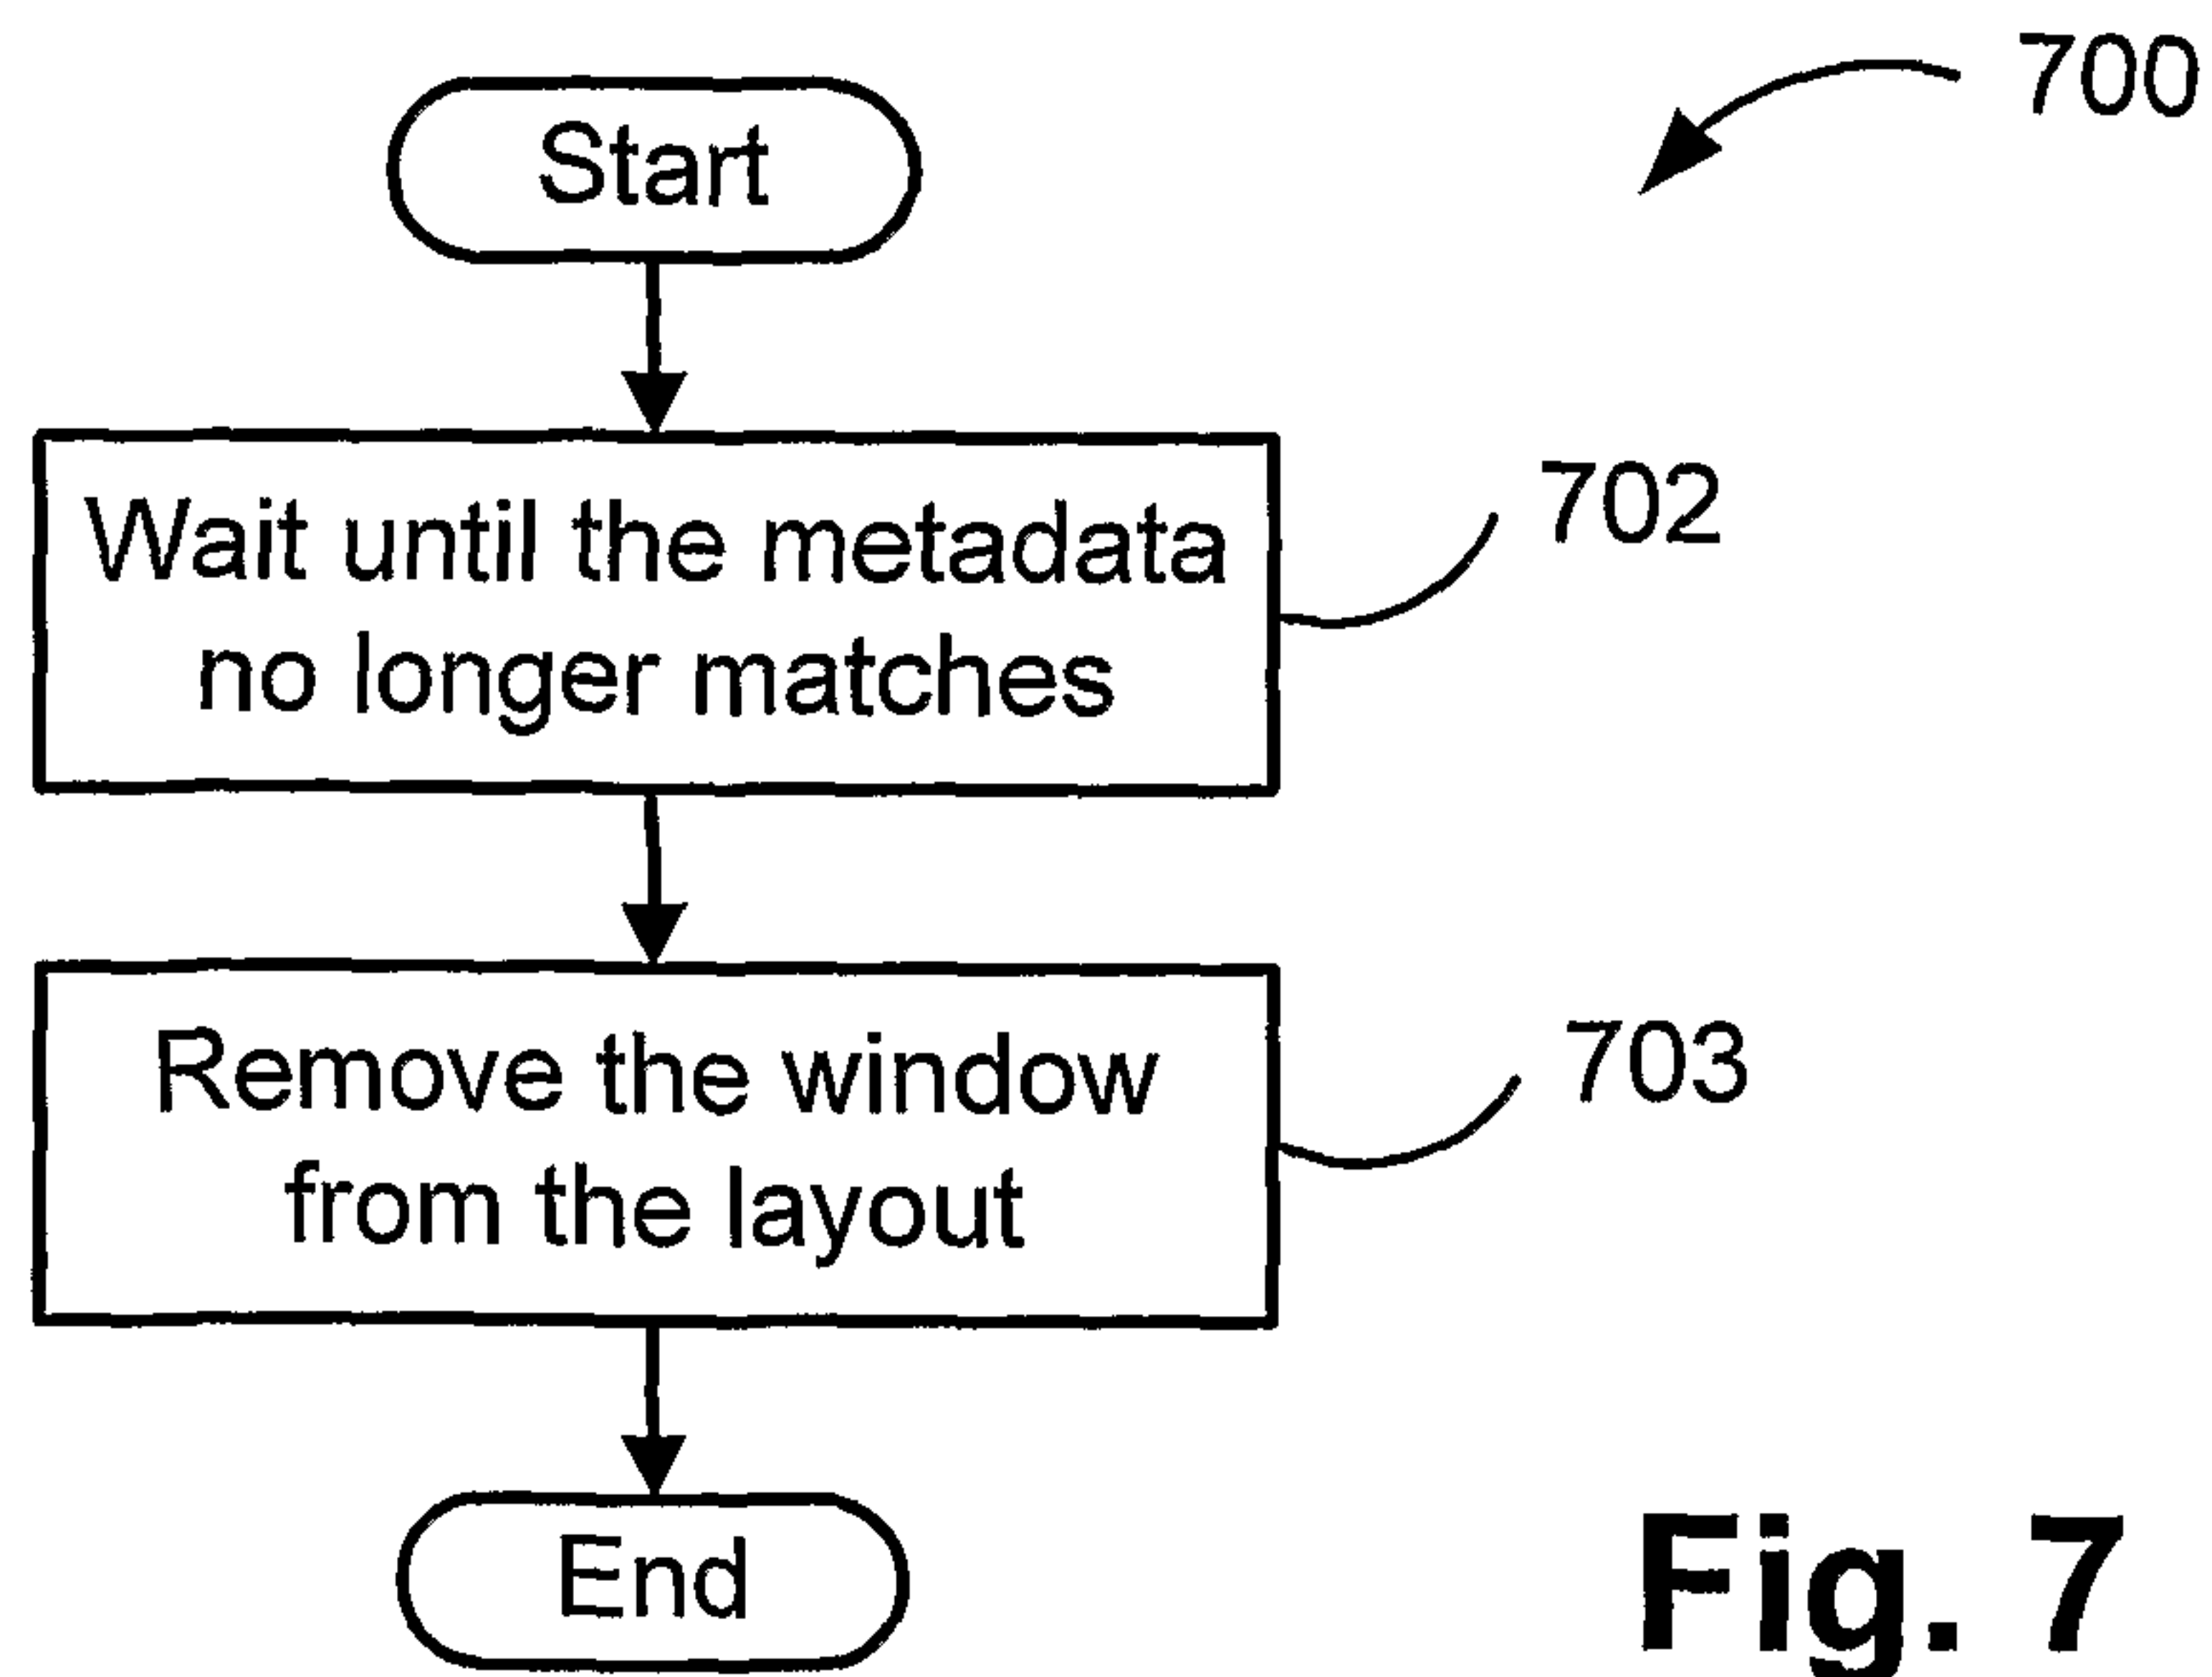 700
Start
Wait until the metadata
no longer matches
702
Remove the window
from the layout
703
End
Fig. 7